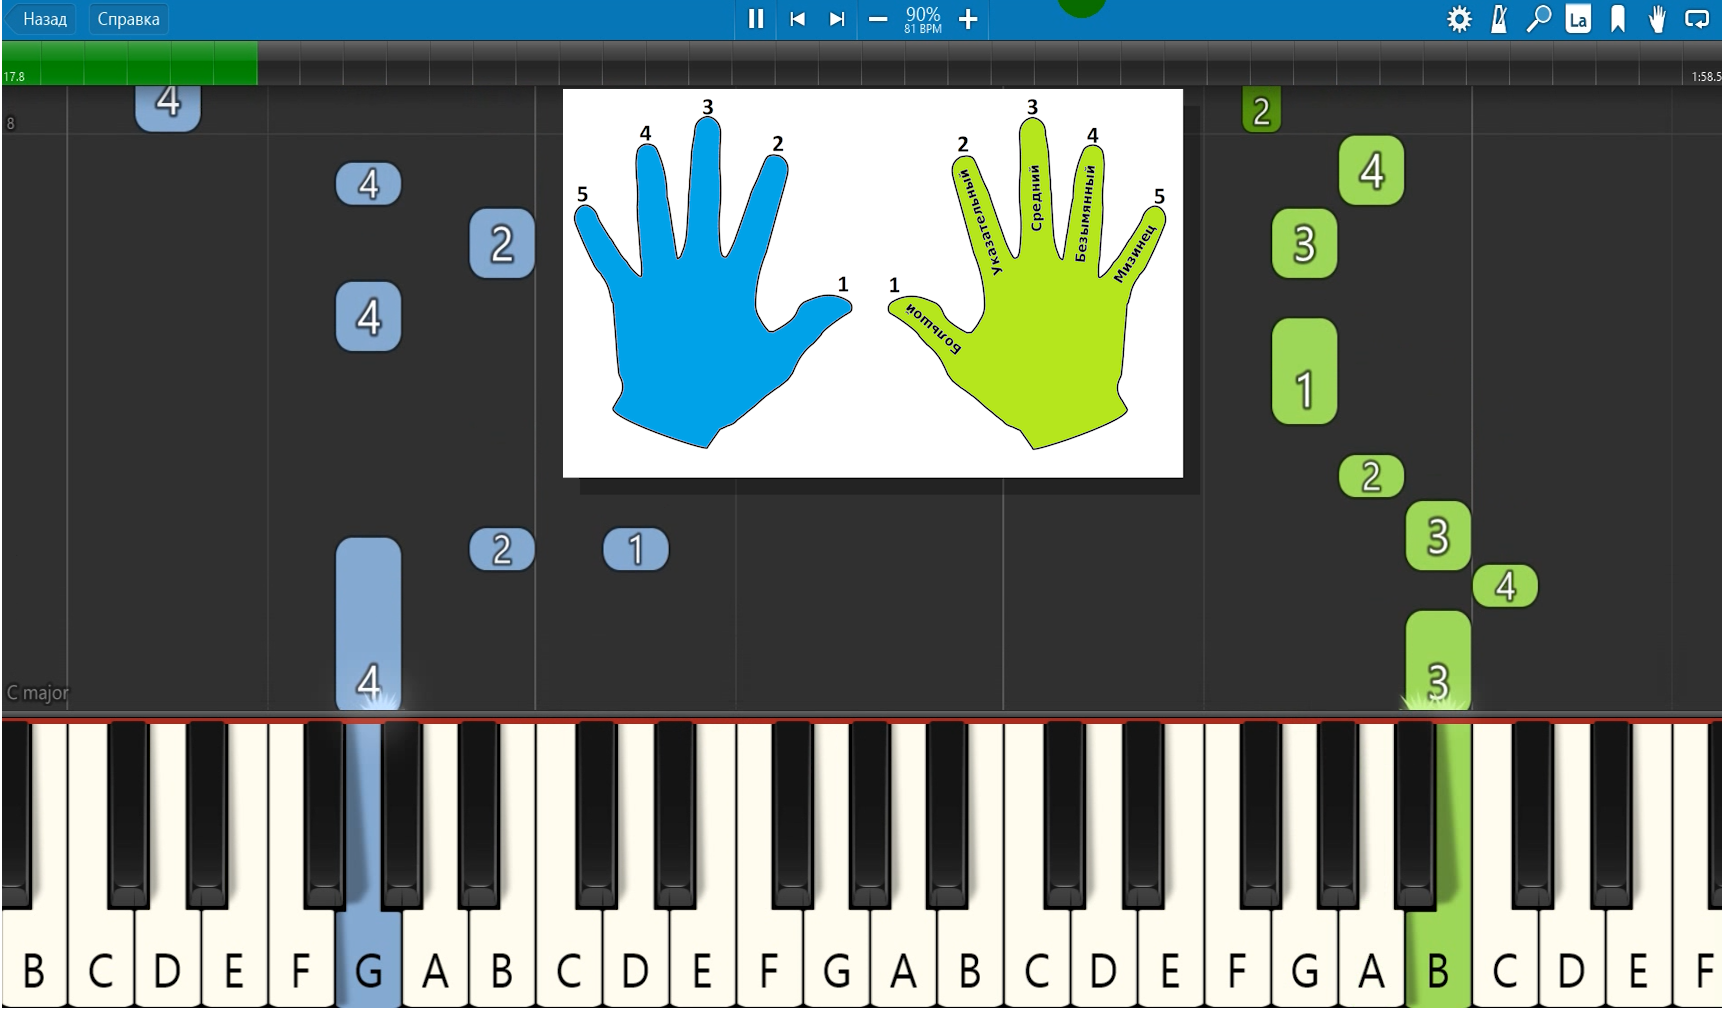 Назад Справка 90% La
81 BPM
17.8 1:58.5
4 2
8
3 3
4 2 2 4
5 5
1 1
Указательный Средний Безымянный Мизинец
Большой
4 4
4
2 3
4 1
2
3
2 1
4
C major 4 3
B C D E F G A B C D E F G A B C D E F G A B C D E F